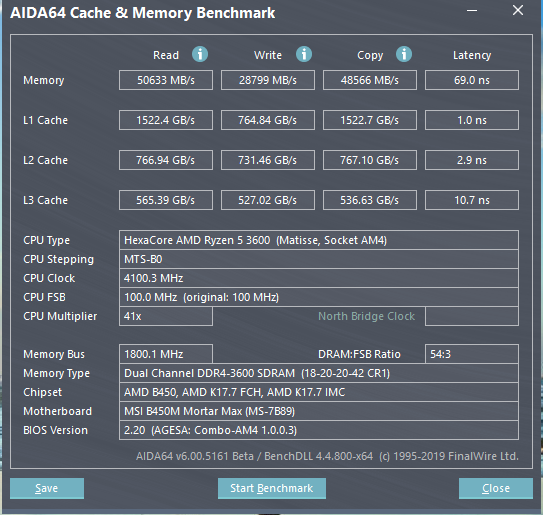 AIDA64 Cache & Memory Benchmark
Read Write Copy Latency
Memory 50633 MB/s 28799 MB/s 48566 MB/s 69.0 ns
L1 Cache 1522.4 GB/s 764.84 GB/s 1522.7 GB/s 1.0 ns
L2 Cache 766.94 GB/s 731.46 GB/s 767.10 GB/s 2.9 ns
L3 Cache 565.39 GB/s 527.02 GB/s 536.63 GB/s 10.7 ns
CPU Type HexaCore AMD Ryzen 5 3600 (Matisse, Socket AM4)
CPU Stepping MTS-B0
CPU Clock 4100.3 MHz
CPU FSB 100.0 MHz (original: 100 MHz)
CPU Multiplier 41x North Bridge Clock
Memory Bus 1800.1 MHz DRAM:FSB Ratio 54:3
Memory Type Dual Channel DDR4-3600 SDRAM (18-20-20-42 CR1)
Chipset AMD B450, AMD K17.7 FCH, AMD K17.7 IMC
Motherboard MSI B450M Mortar Max (MS-7B89)
BIOS Version 2.20 (AGESA: Combo-AM4 1.0.0.3)
AIDA64 v6.00.5161 Beta / BenchDLL 4.4.800-x64 (c) 1995-2019 FinalWire Ltd.
Save Start Benchmark Close